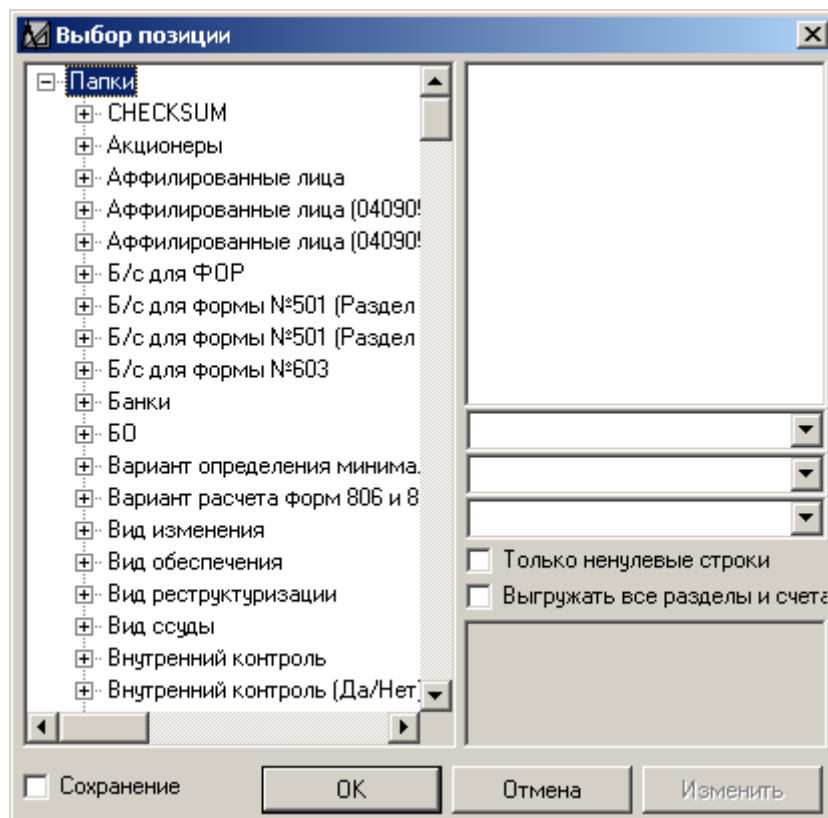 Выбор позиции
Папки
CHECKSUM
Акционеры
Аффилированные лица
Аффилированные лица (04090
Аффилированные лица (04090
Б/с для ФОР
Б/с для формы №501 (Раздел
Б/с для формы №501 (Раздел
Б/с для формы №603
Банки
БО
Вариант определения минима
Вариант расчета форм 806 и 8
Вид изменения
Вид обеспечения
Вид реструктуризации
Вид ссуды
Внутренний контроль
Внутренний контроль (Да/Нет)
Только ненулевые строки
Выгружать все разделы и счета
Сохранение
OK
Отмена
Изменить